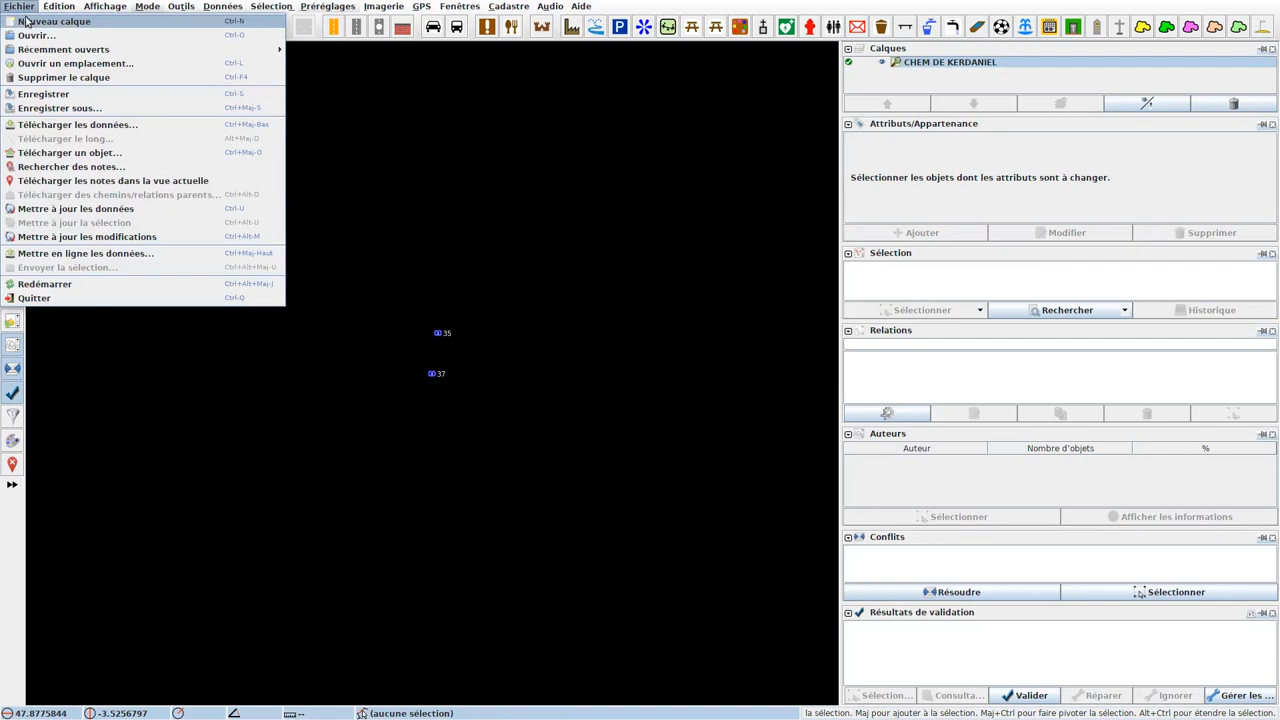 Fichier Édition Affichage Mode Outils Données Sélection Préréglages Imagerie GPS Fenêtres Cadastre Audio Aide
Nouveau calque Ctrl-N
Ouvrir... Ctrl-O
Récemment ouverts
Ouvrir un emplacement... Ctrl-L
Supprimer le calque Ctrl-F4
Enregistrer Ctrl-S
Enregistrer sous... Ctrl+Maj-S
Télécharger les données... Ctrl+Maj-Bas
Télécharger le long... Alt+Maj-D
Télécharger un objet... Ctrl+Maj-O
Rechercher des notes...
Télécharger les notes dans la vue actuelle
Télécharger des chemins/relations parents... Ctrl+Alt-D
Mettre à jour les données Ctrl-U
Mettre à jour la sélection Ctrl+Alt-U
Mettre à jour les modifications Ctrl+Alt-M
Mettre en ligne les données... Ctrl+Maj-Haut
Envoyer la sélection... Ctrl+Alt+Maj-U
Redémarrer Ctrl+Alt+Maj-J
Quitter Ctrl-Q
35
37
Calques
CHEM DE KERDANIEL
Attributs/Appartenance
Sélectionner les objets dont les attributs sont à changer.
Ajouter Modifier Supprimer
Sélection
Sélectionner Rechercher Historique
Relations
Auteurs
Auteur Nombre d'objets %
Sélectionner Afficher les informations
Conflits
Résoudre Sélectionner
Résultats de validation
Sélection... Consulta... Valider Réparer Ignorer Gérer les ...
47.8775844 -3.5256797 -- (aucune sélection) la sélection. Maj pour ajouter à la sélection. Maj+Ctrl pour faire pivoter la sélection. Alt+Ctrl pour étendre la sélection.